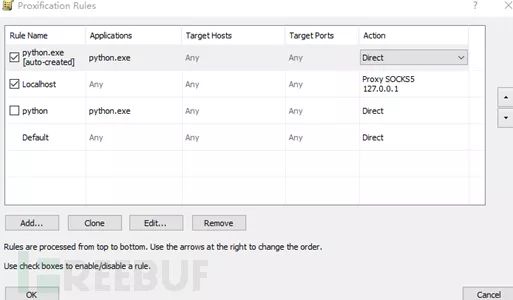 Proxification Rules
?
Rule Name Applications Target Hosts Target Ports Action
python.exe
[auto-created] python.exe Any Any Direct
Localhost Any Any Any Proxy SOCKS5
127.0.0.1
python python.exe Any Any Direct
Default Any Any Any Direct
Add... Clone Edit... Remove
Rules are processed from top to bottom. Use the arrows at the right to change the order.
Use check boxes to enable/disable a rule.
REEBUF
OK Cancel